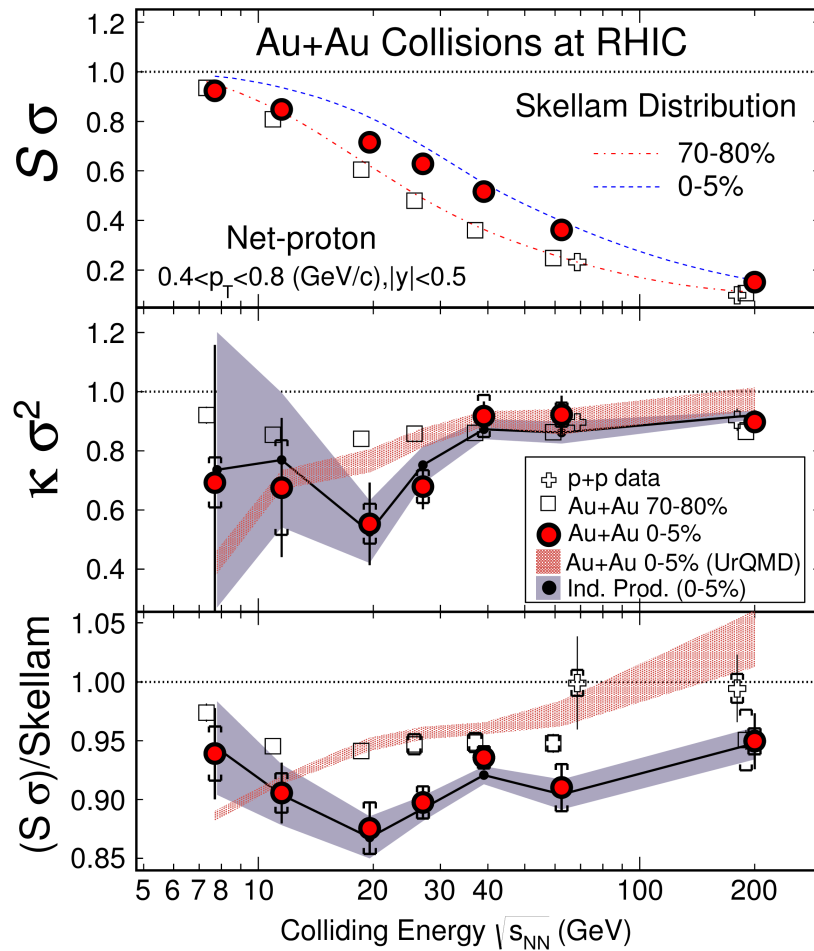 Au+Au Collisions at RHIC
Skellam Distribution
70-80%
0-5%
Net-proton
0.4<p_T<0.8 (GeV/c),|y|<0.5
S σ
1.2
1.0
0.8
0.6
0.4
0.2
κ σ²
1.2
1.0
0.8
0.6
0.4
p+p data
Au+Au 70-80%
Au+Au 0-5%
Au+Au 0-5% (UrQMD)
Ind. Prod. (0-5%)
(S σ)/Skellam
1.05
1.00
0.95
0.90
0.85
5 6 7 8 10 20 30 40 100 200
Colliding Energy √s_NN (GeV)